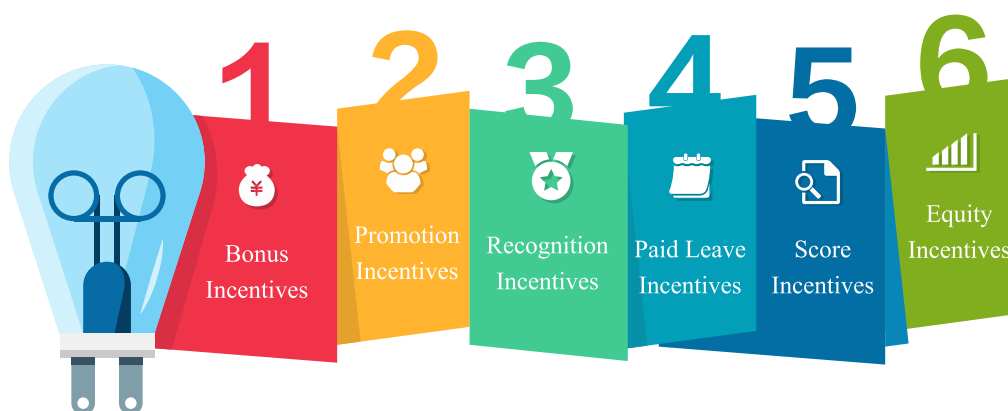 1
Bonus
Incentives
2
Promotion
Incentives
3
Recognition
Incentives
4
Paid Leave
Incentives
5
Score
Incentives
6
Equity
Incentives
¥